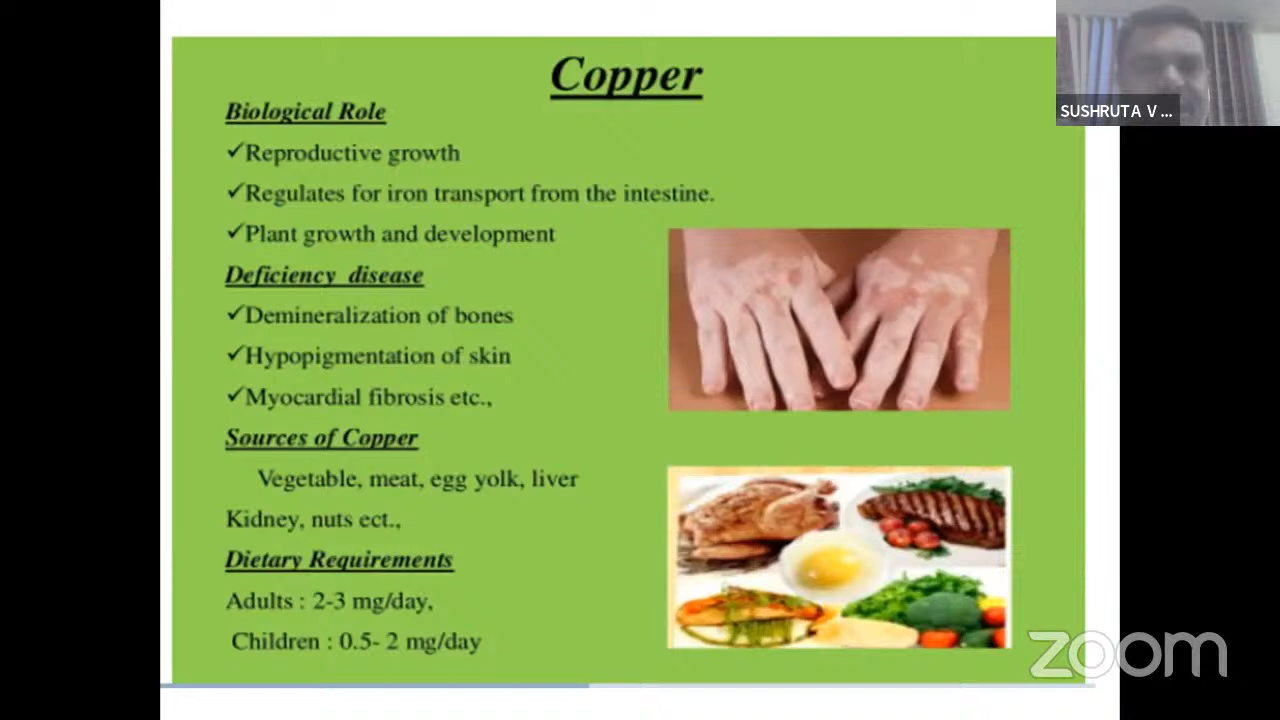 Copper
Biological Role
✓Reproductive growth
✓Regulates for iron transport from the intestine.
✓Plant growth and development
Deficiency disease
✓Demineralization of bones
✓Hypopigmentation of skin
✓Myocardial fibrosis etc.,
Sources of Copper
Vegetable, meat, egg yolk, liver
Kidney, nuts ect.,
Dietary Requirements
Adults : 2-3 mg/day,
Children : 0.5- 2 mg/day
SUSHRUTA V ...
zoom